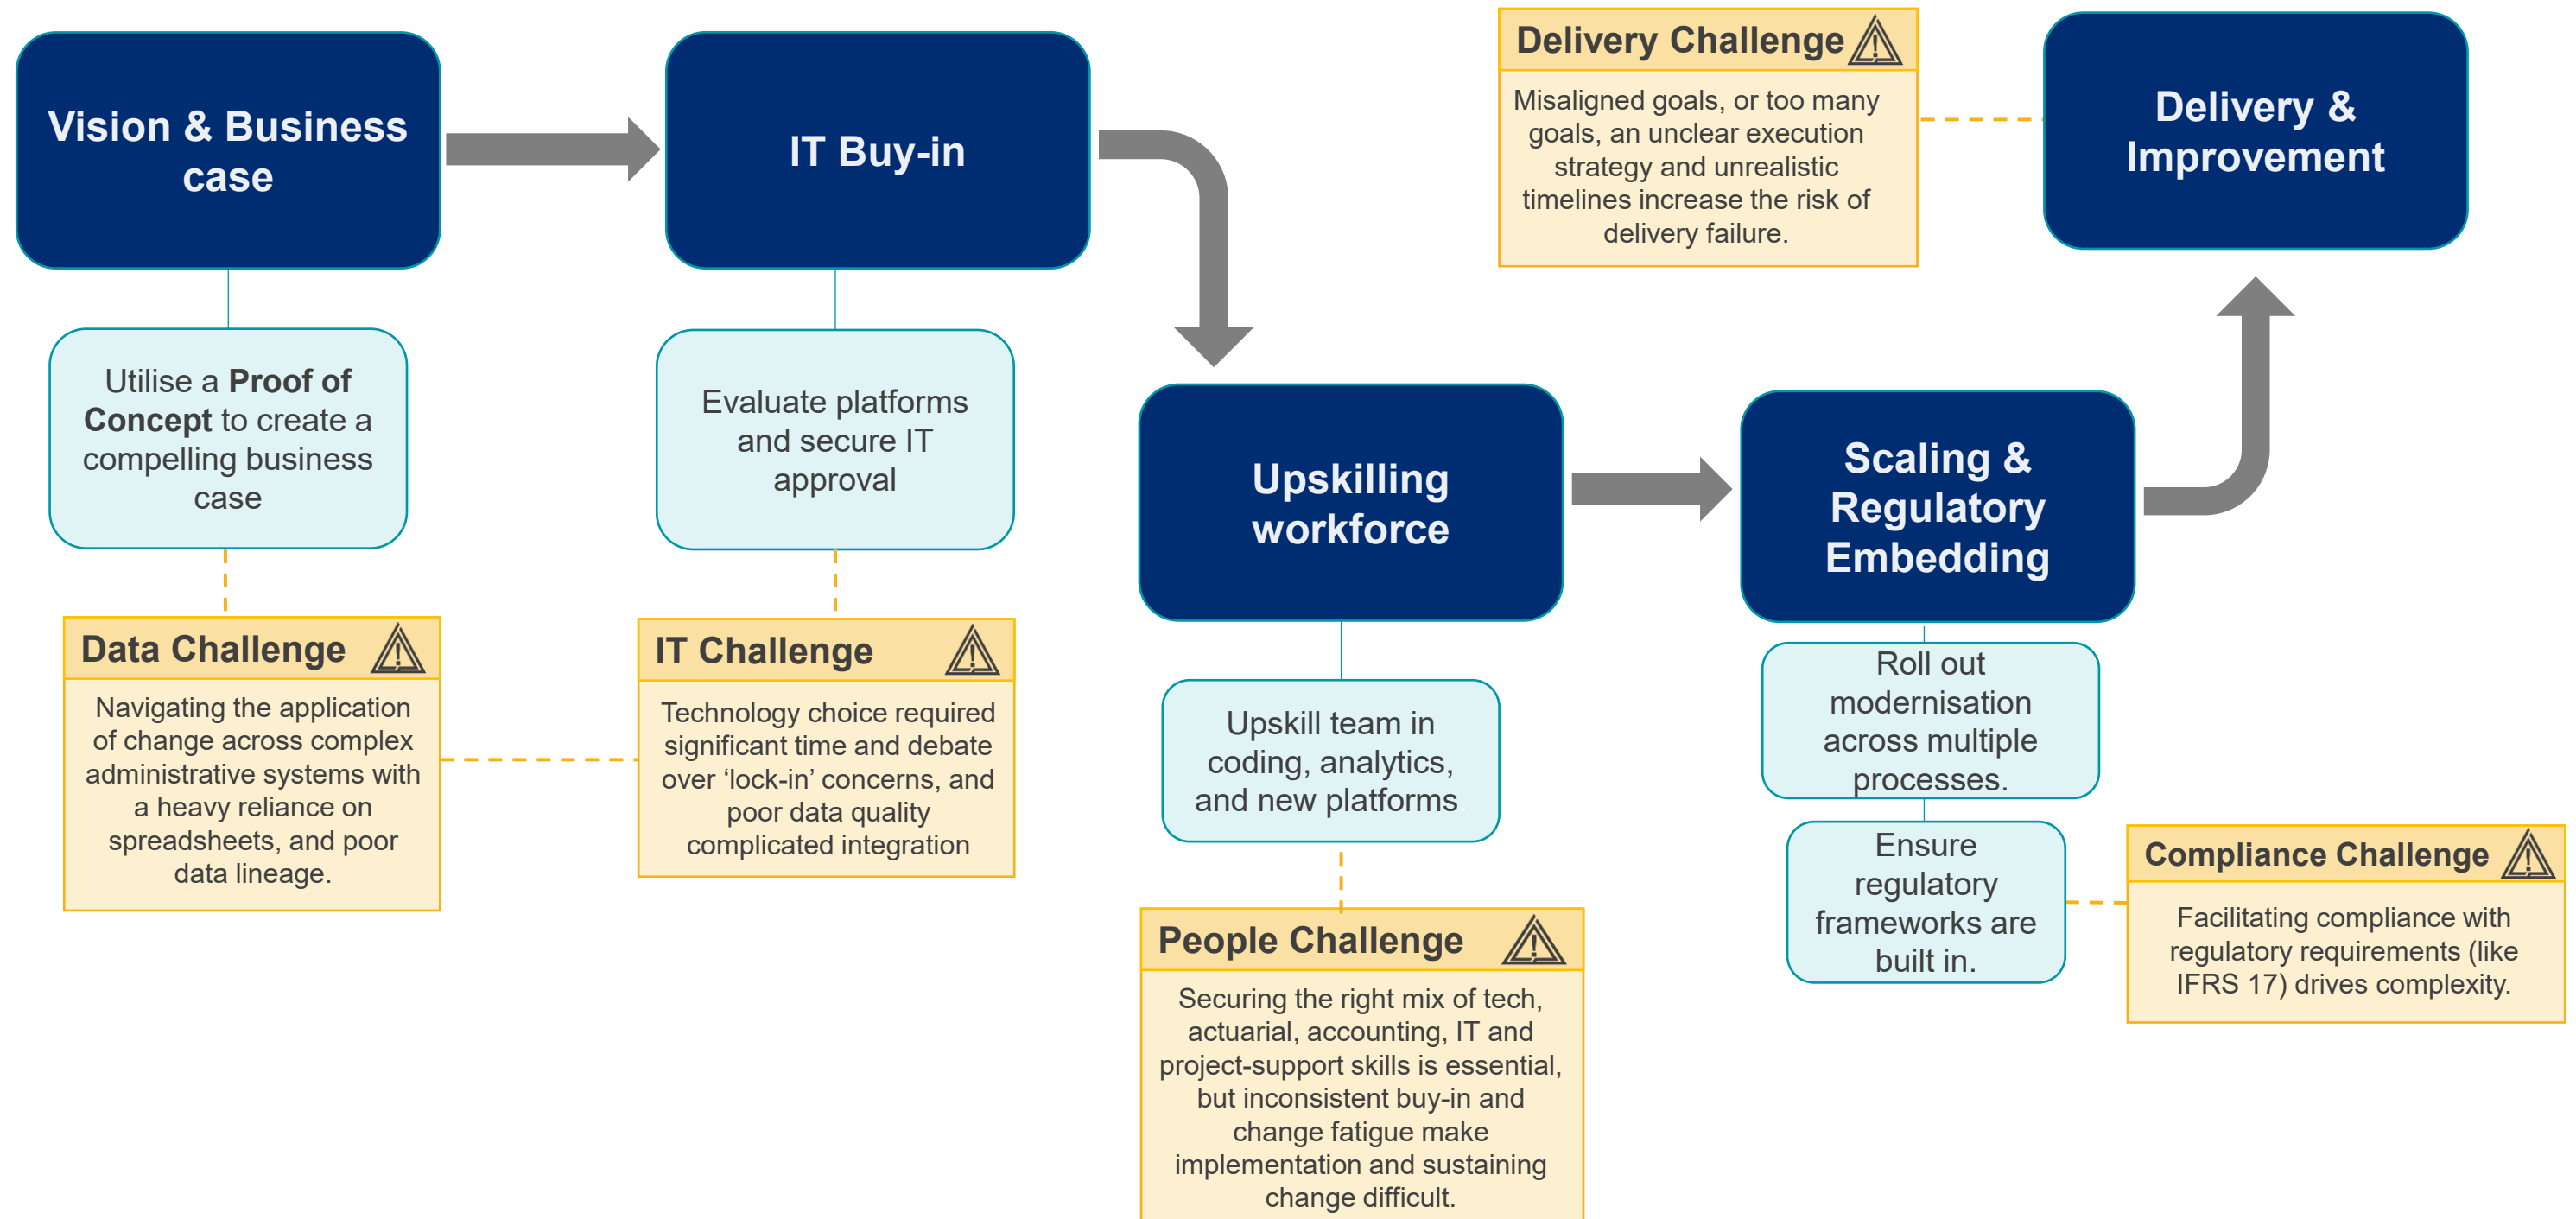 Vision & Business
case
IT Buy-in
Delivery Challenge
Misaligned goals, or too many
goals, an unclear execution
strategy and unrealistic
timelines increase the risk of
delivery failure.
Delivery &
Improvement
Utilise a Proof of
Concept to create a
compelling business
case
Evaluate platforms
and secure IT
approval
Upskilling
workforce
Scaling &
Regulatory
Embedding
Data Challenge
Navigating the application
of change across complex
administrative systems with
a heavy reliance on
spreadsheets, and poor
data lineage.
IT Challenge
Technology choice required
significant time and debate
over ‘lock-in’ concerns, and
poor data quality
complicated integration
Upskill team in
coding, analytics,
and new platforms.
Roll out
modernisation
across multiple
processes.
Ensure
regulatory
frameworks are
built in.
Compliance Challenge
Facilitating compliance with
regulatory requirements (like
IFRS 17) drives complexity.
People Challenge
Securing the right mix of tech,
actuarial, accounting, IT and
project-support skills is essential,
but inconsistent buy-in and
change fatigue make
implementation and sustaining
change difficult.